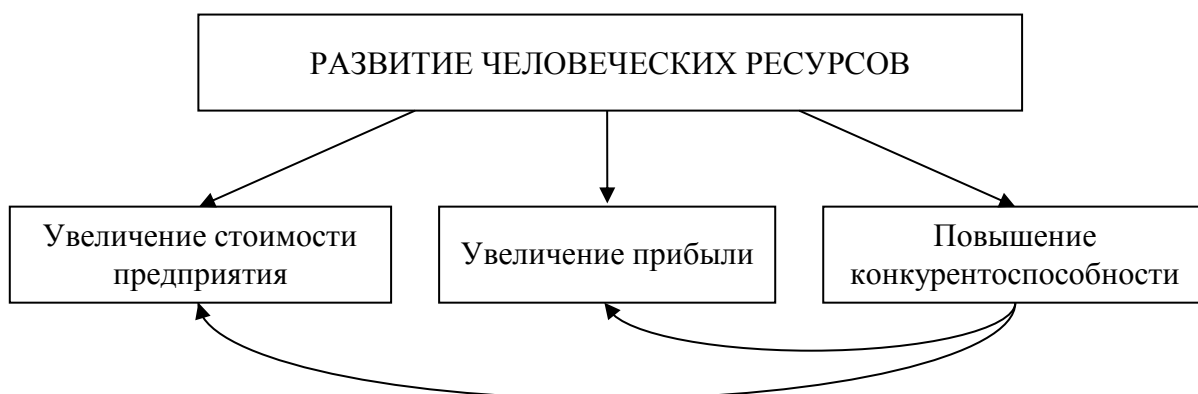 РАЗВИТИЕ ЧЕЛОВЕЧЕСКИХ РЕСУРСОВ
Увеличение стоимости
предприятия
Увеличение прибыли
Повышение
конкурентоспособности